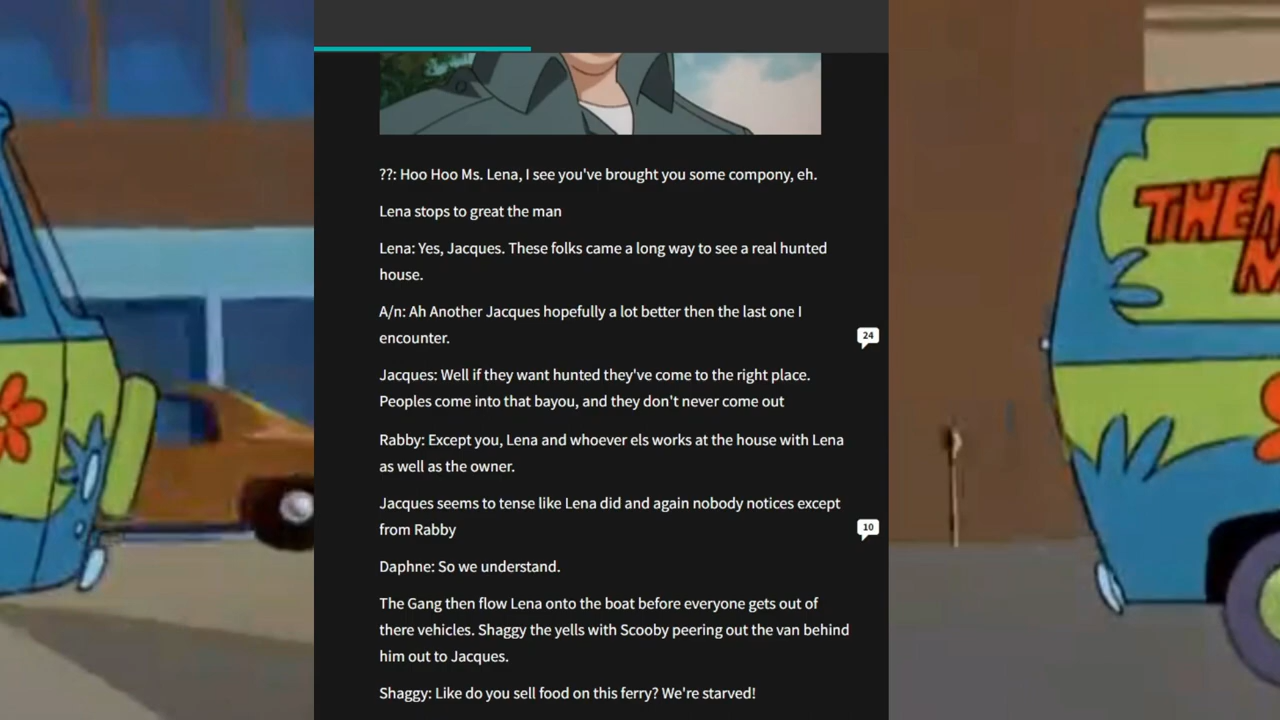 ??: Hoo Hoo Ms. Lena, I see you've brought you some compony, eh.
Lena stops to great the man
Lena: Yes, Jacques. These folks came a long way to see a real hunted
house.
A/n: Ah Another Jacques hopefully a lot better then the last one I
encounter.
24
Jacques: Well if they want hunted they've come to the right place.
Peoples come into that bayou, and they don't never come out
Rabby: Except you, Lena and whoever els works at the house with Lena
as well as the owner.
Jacques seems to tense like Lena did and again nobody notices except
from Rabby
10
Daphne: So we understand.
The Gang then flow Lena onto the boat before everyone gets out of
there vehicles. Shaggy the yells with Scooby peering out the van behind
him out to Jacques.
Shaggy: Like do you sell food on this ferry? We're starved!
THE